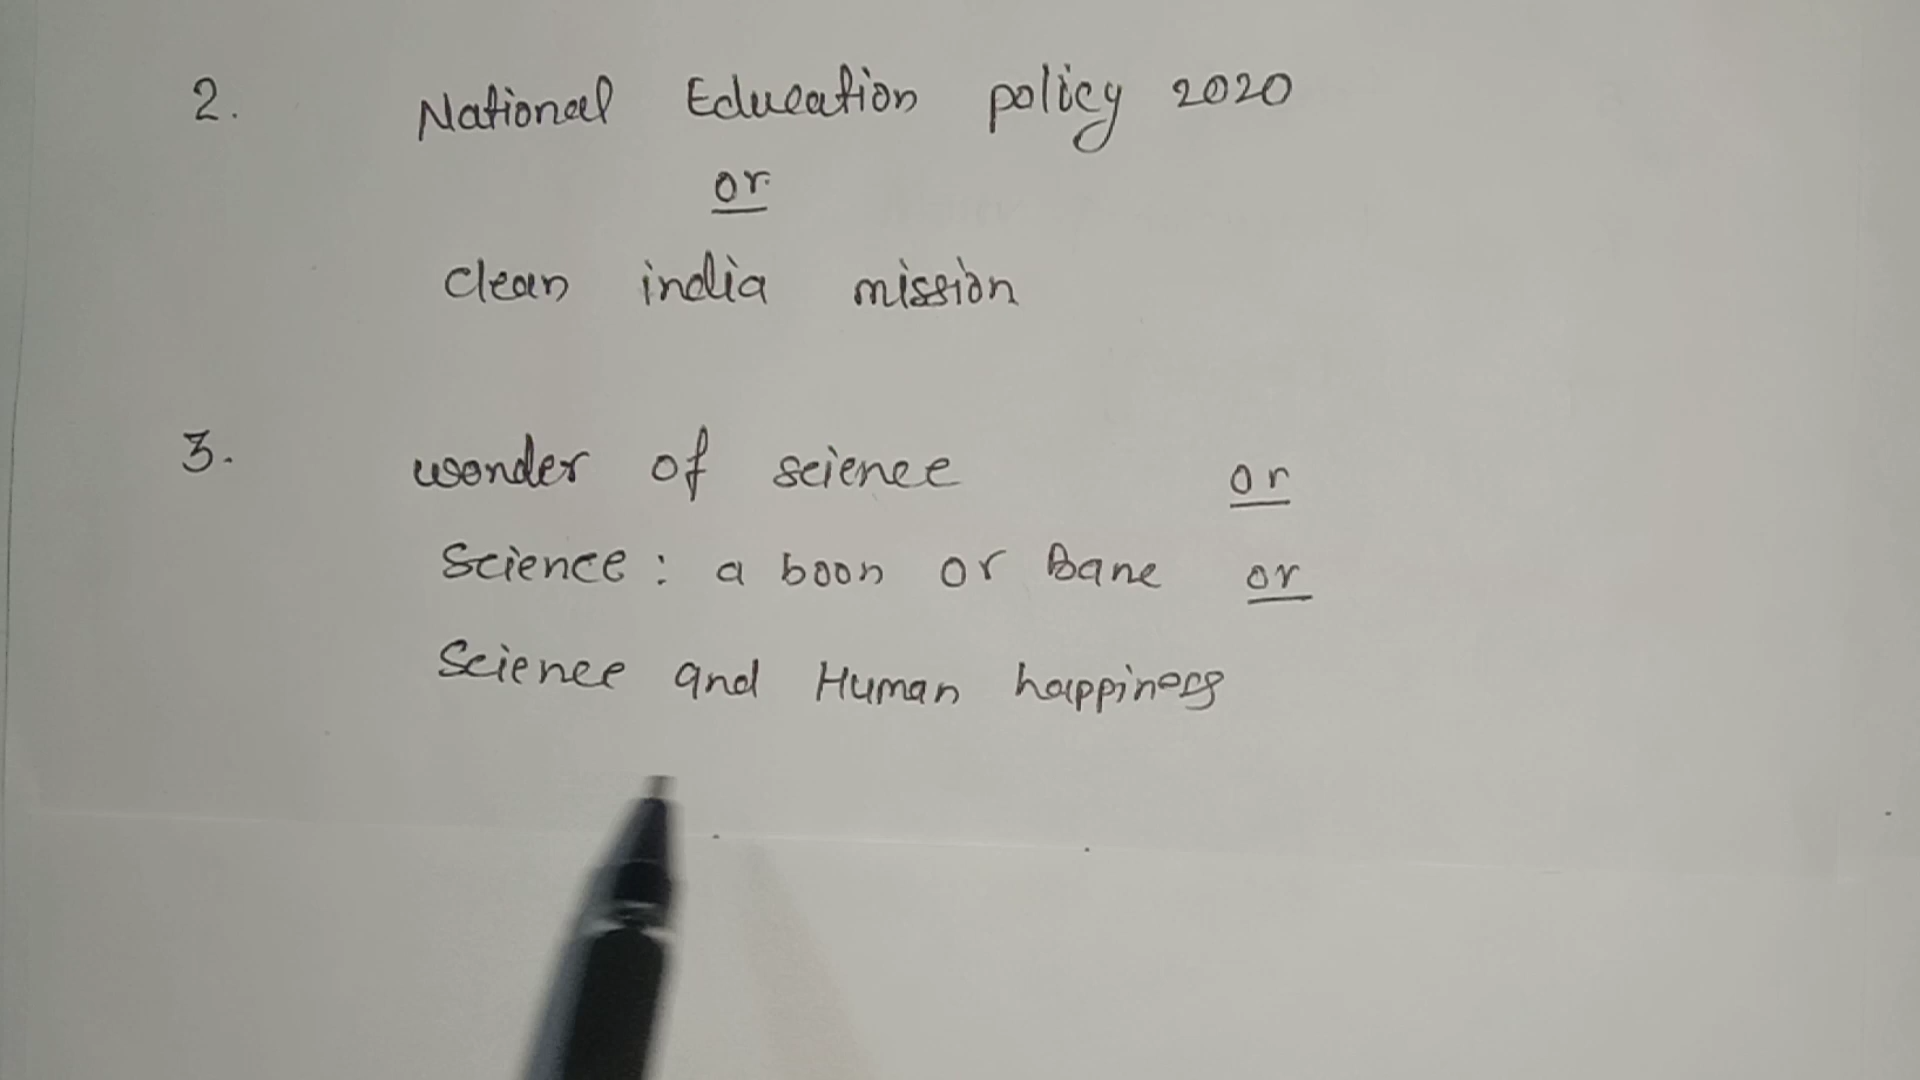 2. National Education policy 2020
or
clean india mission
3. wonder of science or
Science : a boon or Bane or
Science and Human happiness